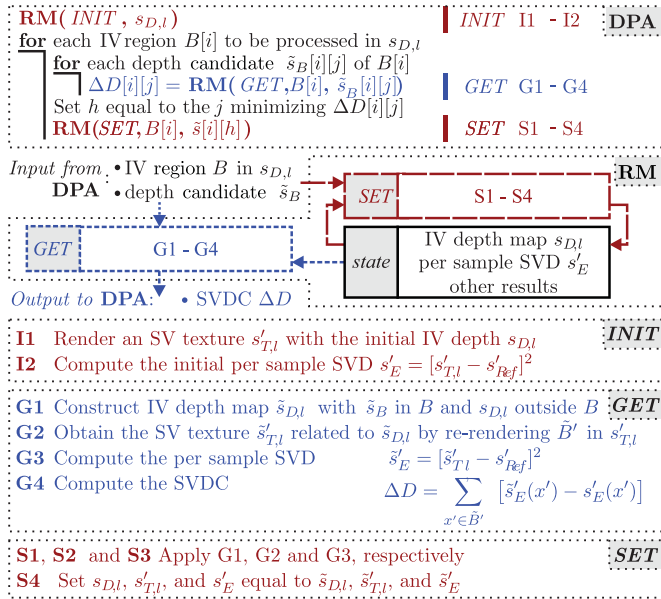 RM(INIT, s_{D,l}) INIT I1 - I2 DPA
for each IV region B[i] to be processed in s_{D,l}
for each depth candidate s̃_B[i][j] of B[i]
ΔD[i][j] = RM(GET, B[i], s̃_B[i][j]) GET G1 - G4
Set h equal to the j minimizing ΔD[i][j]
RM(SET, B[i], s̃[i][h]) SET S1 - S4
Input from DPA
• IV region B in s_{D,l}
• depth candidate s̃_B
RM
SET S1 - S4
GET G1 - G4
state
IV depth map s_{D,l}
per sample SVD s'_E
other results
Output to DPA: • SVDC ΔD
INIT
I1 Render an SV texture s'_{T,l} with the initial IV depth s_{D,l}
I2 Compute the initial per sample SVD s'_E = [s'_{T,l} − s'_{Ref}]^2
GET
G1 Construct IV depth map s̃_{D,l} with s̃_B in B and s_{D,l} outside B
G2 Obtain the SV texture s̃'_{T,l} related to s̃_{D,l} by re-rendering B̃' in s'_{T,l}
G3 Compute the per sample SVD s̃'_E = [s̃'_{T l} − s'_{Ref}]^2
G4 Compute the SVDC ΔD = ∑_{x'∈B̃'} [s̃'_E(x') − s'_E(x')]
SET
S1, S2 and S3 Apply G1, G2 and G3, respectively
S4 Set s_{D,l}, s'_{T,l}, and s'_E equal to s̃_{D,l}, s̃'_{T,l}, and s̃'_E